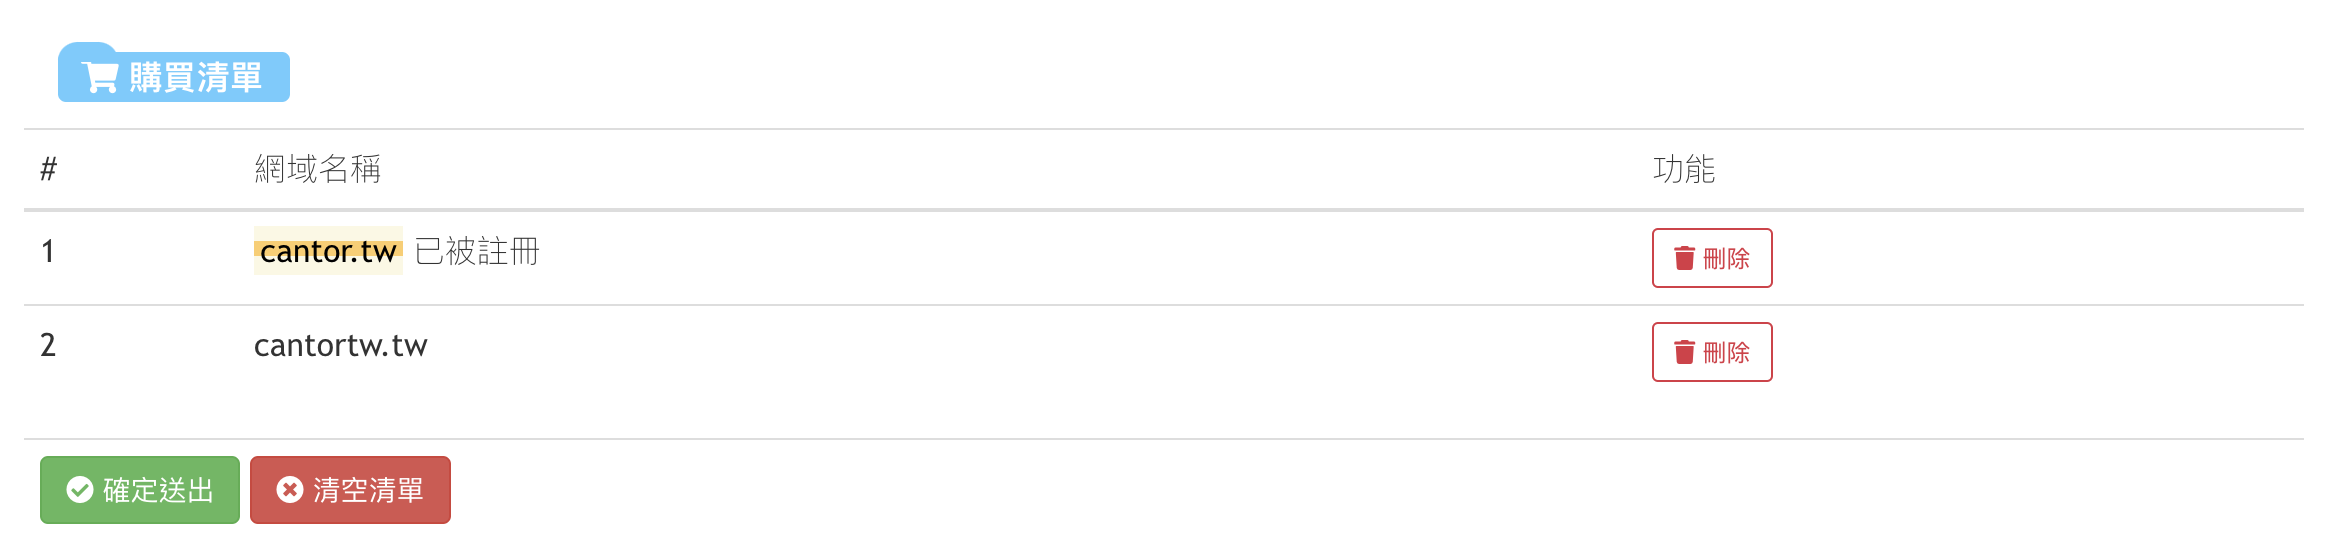 購買清單
# 網域名稱 功能
1 cantor.tw 已被註冊 刪除
2 cantortw.tw 刪除
確定送出 清空清單